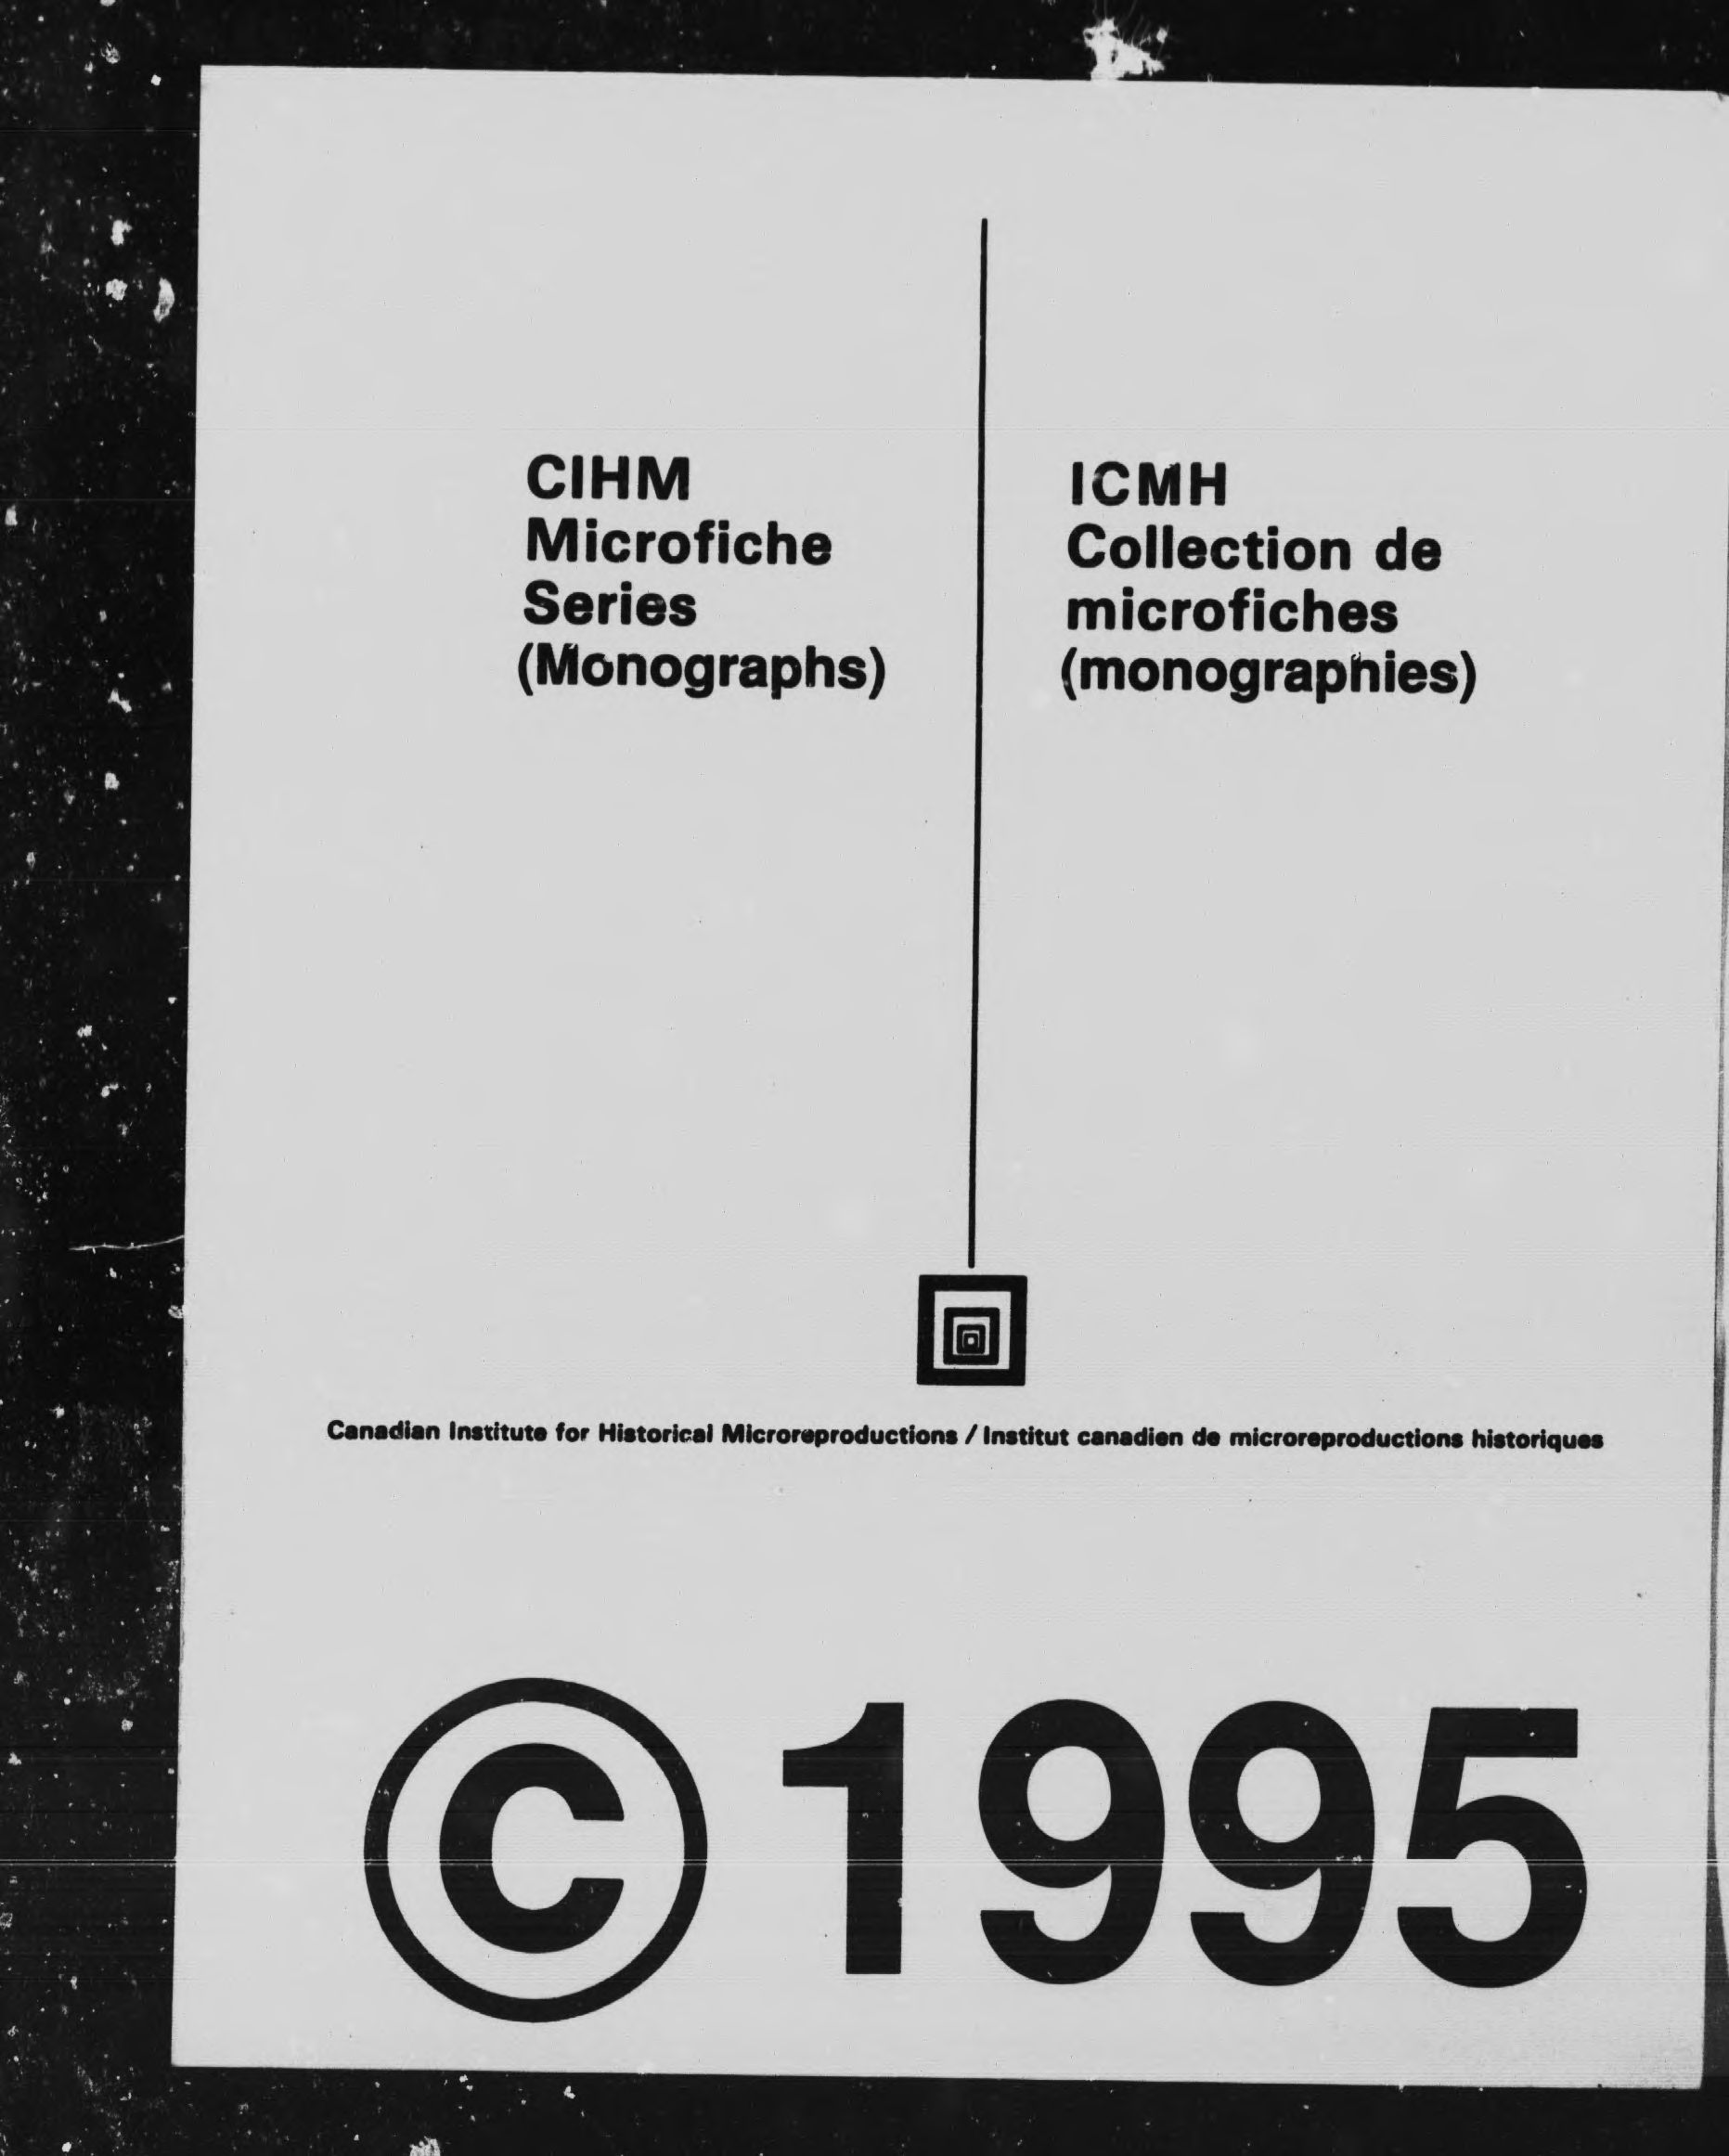 CIHM
Microfiche
Series
(Monographs)
ICMH
Collection de
microfiches
(monographies)
Canadian Institute for Historical Microreproductions / Institut canadien de microreproductions historiques
© 1995